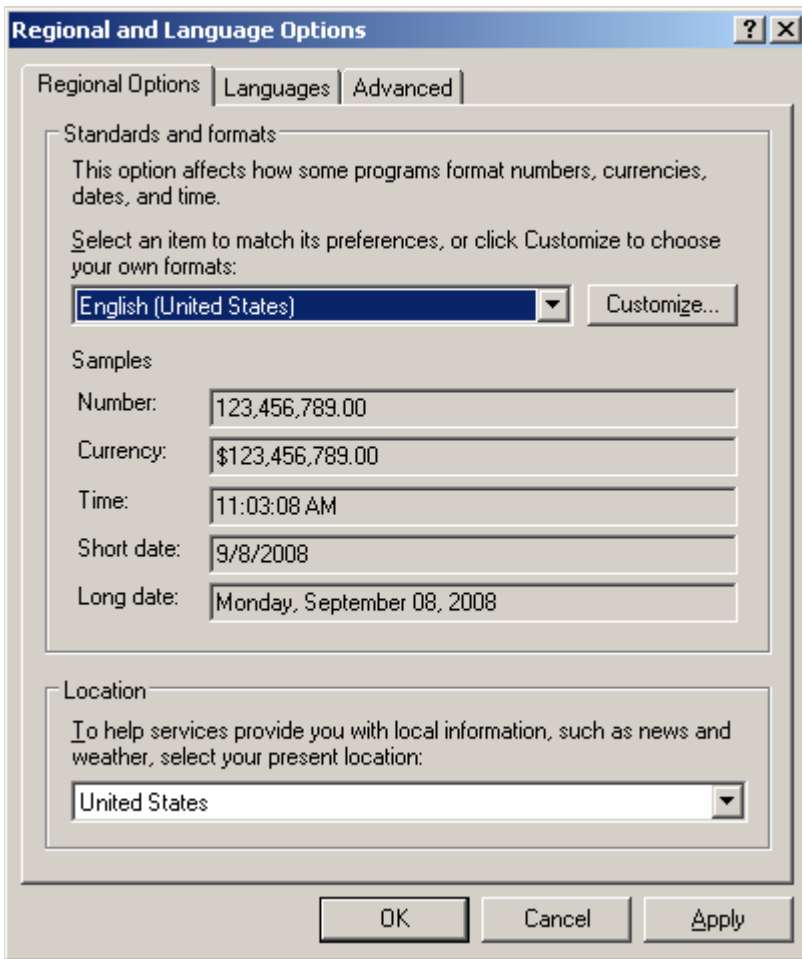 Regional and Language Options
Regional Options Languages Advanced
Standards and formats
This option affects how some programs format numbers, currencies,
dates, and time.
Select an item to match its preferences, or click Customize to choose
your own formats:
English (United States) Customize...
Samples
Number: 123,456,789.00
Currency: $123,456,789.00
Time: 11:03:08 AM
Short date: 9/8/2008
Long date: Monday, September 08, 2008
Location
To help services provide you with local information, such as news and
weather, select your present location:
United States
OK Cancel Apply